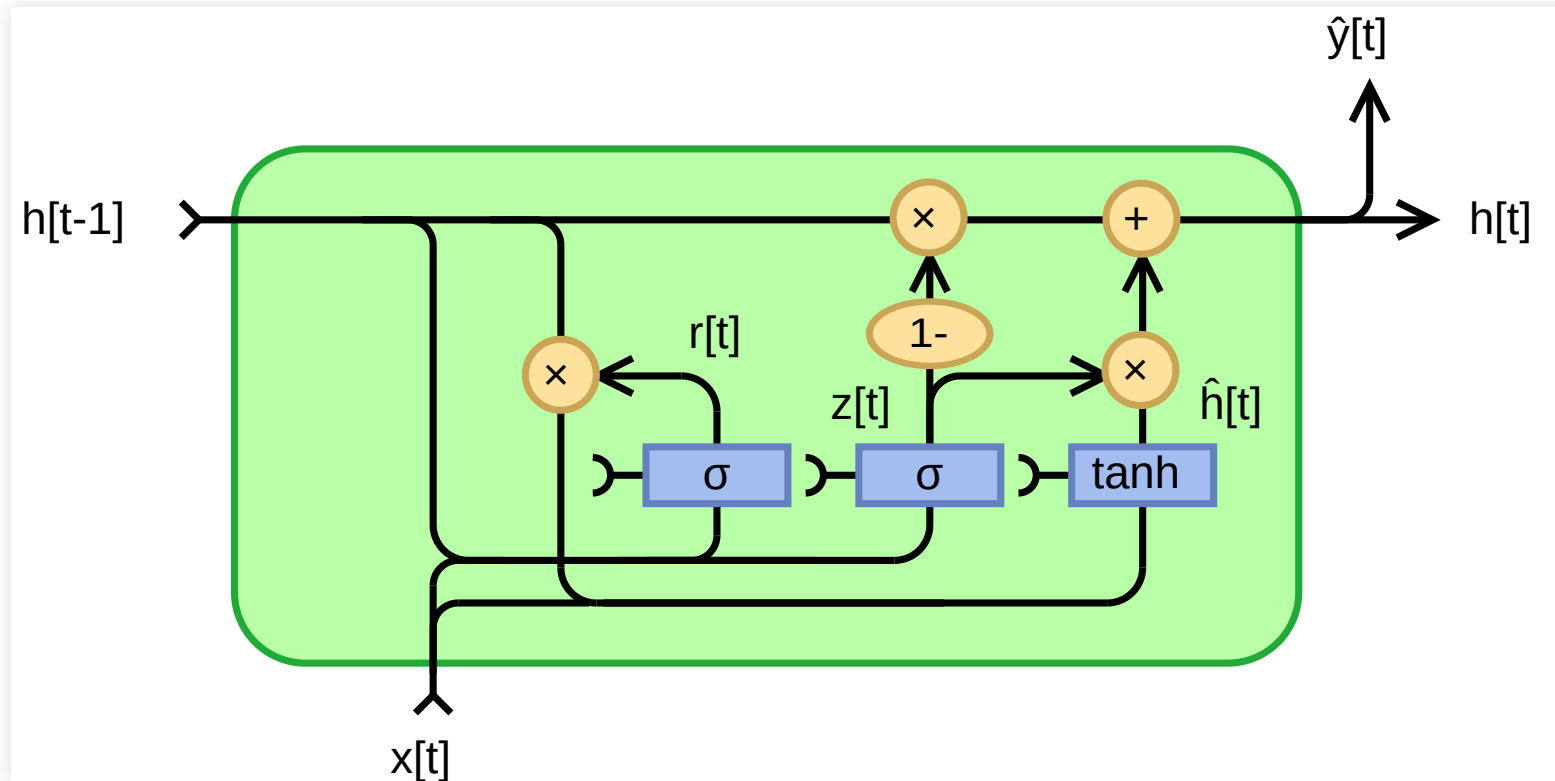 ŷ[t]
h[t-1]
×
+
h[t]
r[t]
1-
×
×
z[t]
ĥ[t]
σ
σ
tanh
x[t]